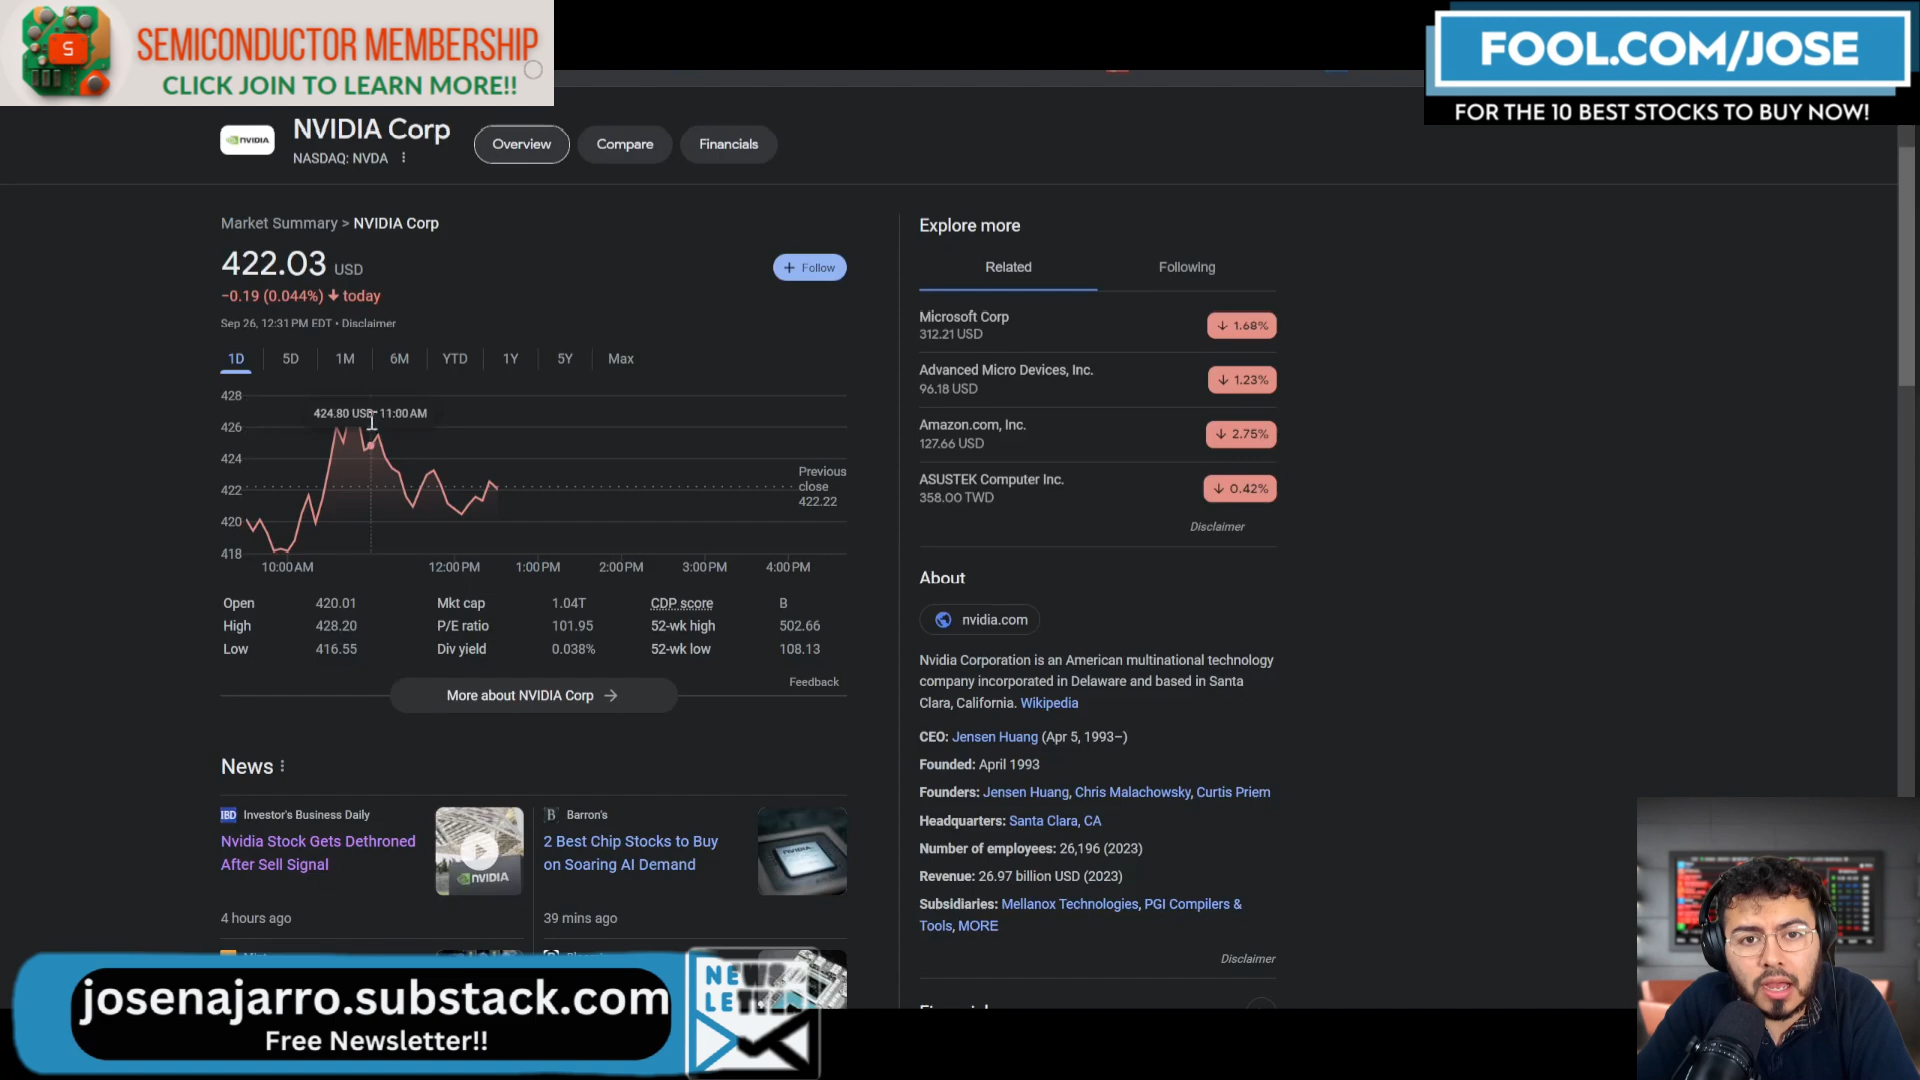 S
SEMICONDUCTOR MEMBERSHIP
CLICK JOIN TO LEARN MORE!!
FOOL.COM/JOSE
FOR THE 10 BEST STOCKS TO BUY NOW!
NVIDIA
NVIDIA Corp
NASDAQ: NVDA
Overview
Compare
Financials
Market Summary > NVIDIA Corp
422.03 USD
−0.19 (0.044%) ↓ today
Sep 26, 12:31 PM EDT • Disclaimer
+ Follow
1D
5D
1M
6M
YTD
1Y
5Y
Max
428
426
424
422
420
418
424.80 USD 11:00 AM
Previous
close
422.22
10:00 AM
12:00 PM
1:00 PM
2:00 PM
3:00 PM
4:00 PM
Open 420.01
High 428.20
Low 416.55
Mkt cap 1.04T
P/E ratio 101.95
Div yield 0.038%
CDP score B
52-wk high 502.66
52-wk low 108.13
Feedback
More about NVIDIA Corp →
News
IBD Investor's Business Daily
Nvidia Stock Gets Dethroned
After Sell Signal
4 hours ago
NVIDIA
B Barron's
2 Best Chip Stocks to Buy
on Soaring AI Demand
39 mins ago
NVIDIA
Explore more
Related
Following
Microsoft Corp
312.21 USD
↓ 1.68%
Advanced Micro Devices, Inc.
96.18 USD
↓ 1.23%
Amazon.com, Inc.
127.66 USD
↓ 2.75%
ASUSTEK Computer Inc.
358.00 TWD
↓ 0.42%
Disclaimer
About
nvidia.com
Nvidia Corporation is an American multinational technology
company incorporated in Delaware and based in Santa
Clara, California. Wikipedia
CEO: Jensen Huang (Apr 5, 1993–)
Founded: April 1993
Founders: Jensen Huang, Chris Malachowsky, Curtis Priem
Headquarters: Santa Clara, CA
Number of employees: 26,196 (2023)
Revenue: 26.97 billion USD (2023)
Subsidiaries: Mellanox Technologies, PGI Compilers &
Tools, MORE
Disclaimer
josenajarro.substack.com
Free Newsletter!!